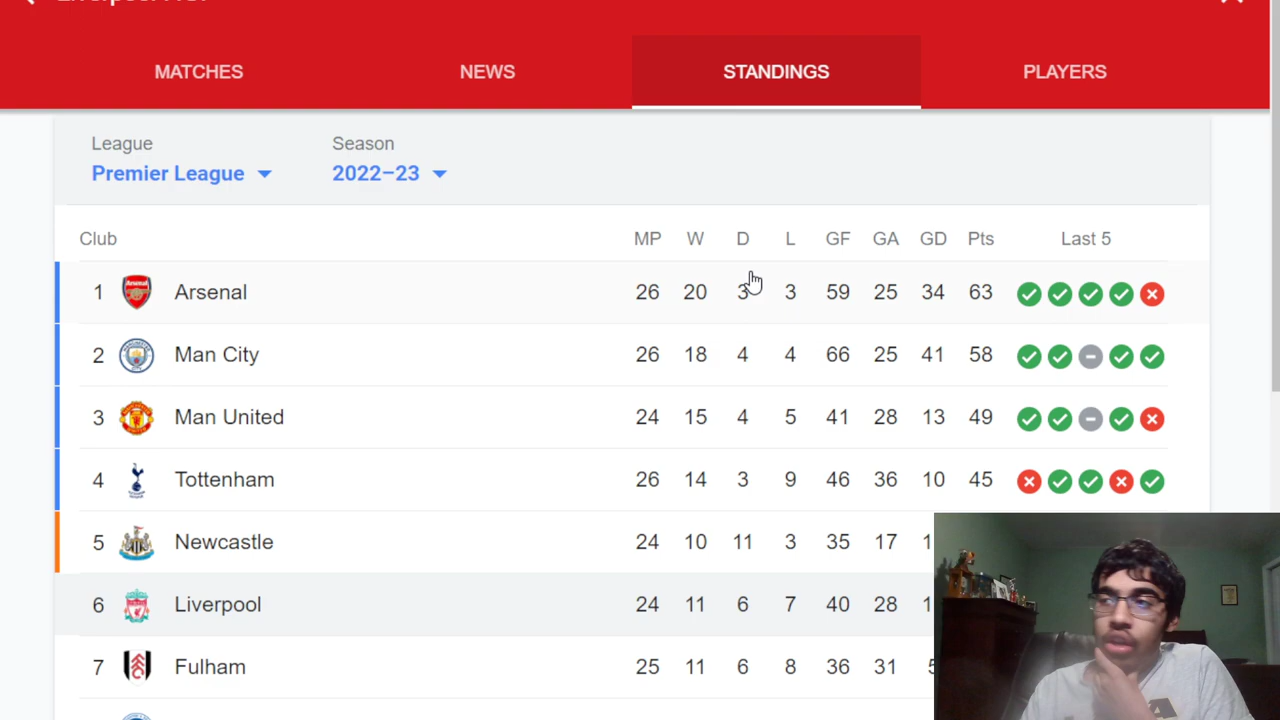 MATCHES NEWS STANDINGS PLAYERS
League Season
Premier League 2022–23
Club MP W D L GF GA GD Pts Last 5
1 Arsenal 26 20 3 3 59 25 34 63
2 Man City 26 18 4 4 66 25 41 58
3 Man United 24 15 4 5 41 28 13 49
4 Tottenham 26 14 3 9 46 36 10 45
5 Newcastle 24 10 11 3 35 17
6 Liverpool 24 11 6 7 40 28
7 Fulham 25 11 6 8 36 31